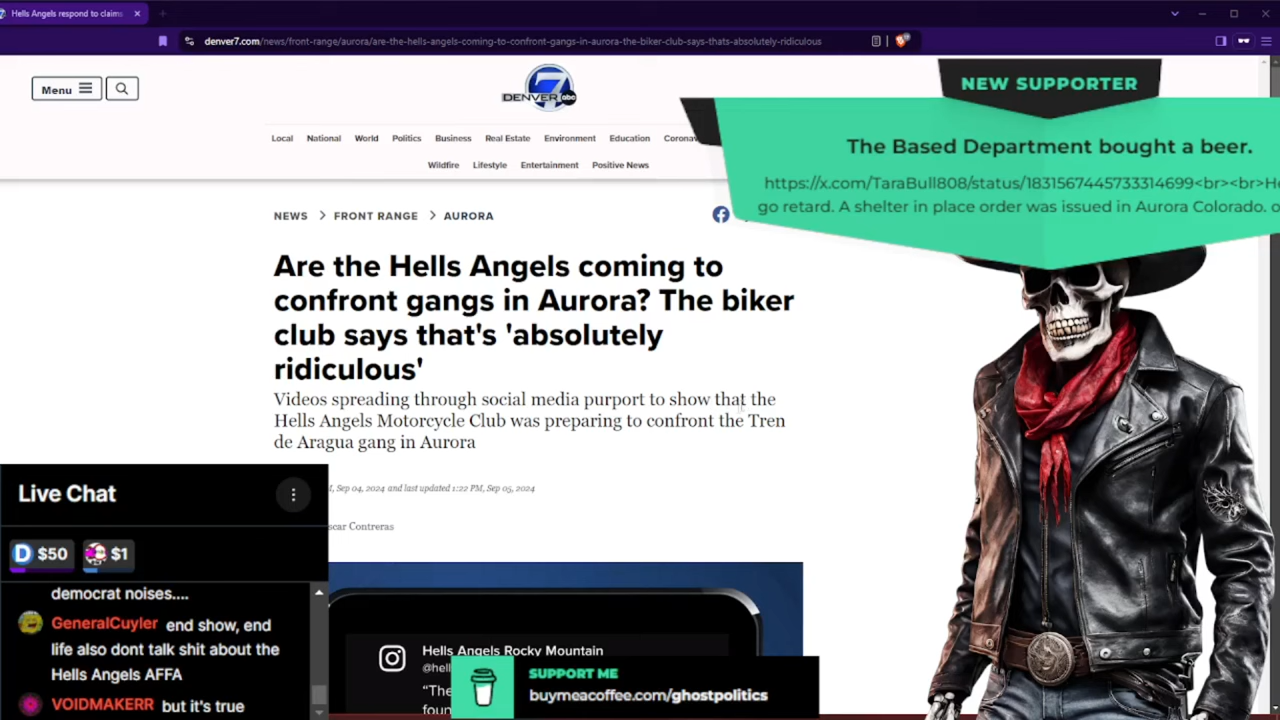 Hells Angels respond to claims
denver7.com/news/front-range/aurora/are-the-hells-angels-coming-to-confront-gangs-in-aurora-the-biker-club-says-thats-absolutely-ridiculous
Menu
DENVER 7 abc
Local National World Politics Business Real Estate Environment Education Corona
Wildfire Lifestyle Entertainment Positive News
NEW SUPPORTER
The Based Department bought a beer.
https://x.com/TaraBull808/status/1831567445733314699<br><br>He
go retard. A shelter in place order was issued in Aurora Colorado. o
NEWS > FRONT RANGE > AURORA
Are the Hells Angels coming to
confront gangs in Aurora? The biker
club says that's 'absolutely
ridiculous'
Videos spreading through social media purport to show that the
Hells Angels Motorcycle Club was preparing to confront the Tren
de Aragua gang in Aurora
Sep 04, 2024 and last updated 1:22 PM, Sep 05, 2024
scar Contreras
Live Chat
D $50 $1
democrat noises....
GeneralCuyler end show, end
life also dont talk shit about the
Hells Angels AFFA
VOIDMAKERR but it's true
Hells Angels Rocky Mountain
@hell
"The
foun
SUPPORT ME
buymeacoffee.com/ghostpolitics